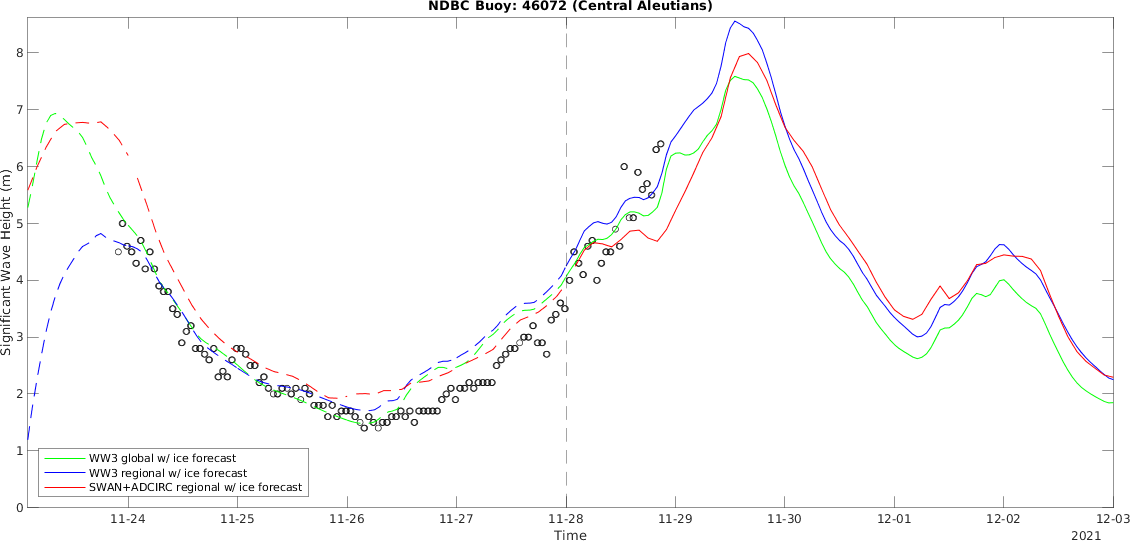 NDBC Buoy: 46072 (Central Aleutians)
Significant Wave Height (m)
8
7
6
5
4
3
2
1
0
WW3 global w/ ice forecast
WW3 regional w/ ice forecast
SWAN+ADCIRC regional w/ ice forecast
11-24 11-25 11-26 11-27 11-28 11-29 11-30 12-01 12-02 12-03
Time
2021